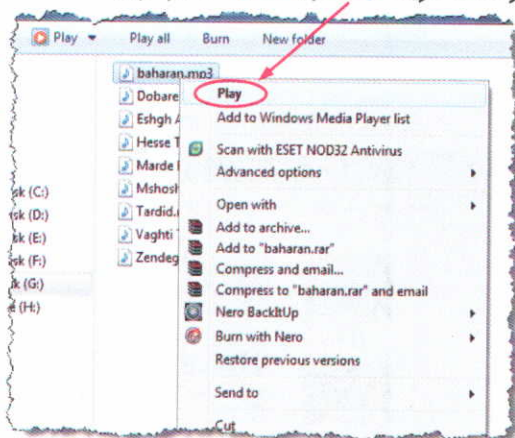 Play Play all Burn New folder
baharan.mp3
Dobare
Eshgh
Hesse T
Marde
Mshosh
Tardid.
Vaghti
Zendeg
sk (C:)
sk (D:)
sk (E:)
sk (F:)
k (G:)
(H:)
Play
Add to Windows Media Player list
Scan with ESET NOD32 Antivirus
Advanced options
Open with
Add to archive...
Add to "baharan.rar"
Compress and email...
Compress to "baharan.rar" and email
Nero BackItUp
Burn with Nero
Restore previous versions
Send to
Cut